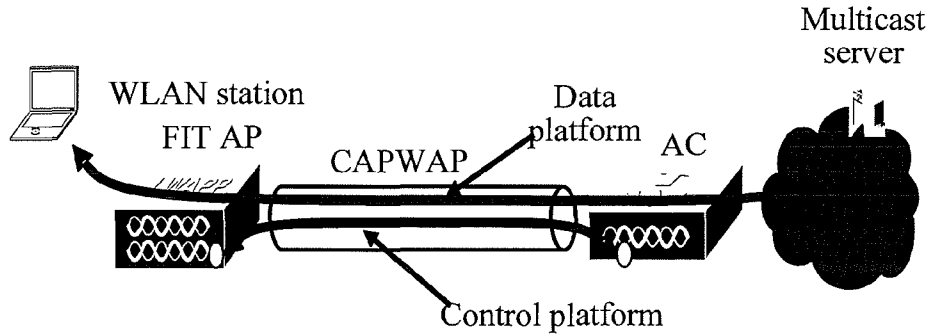 Multicast
server
WLAN station
Data
platform
FIT AP
CAPWAP
AC
Control platform